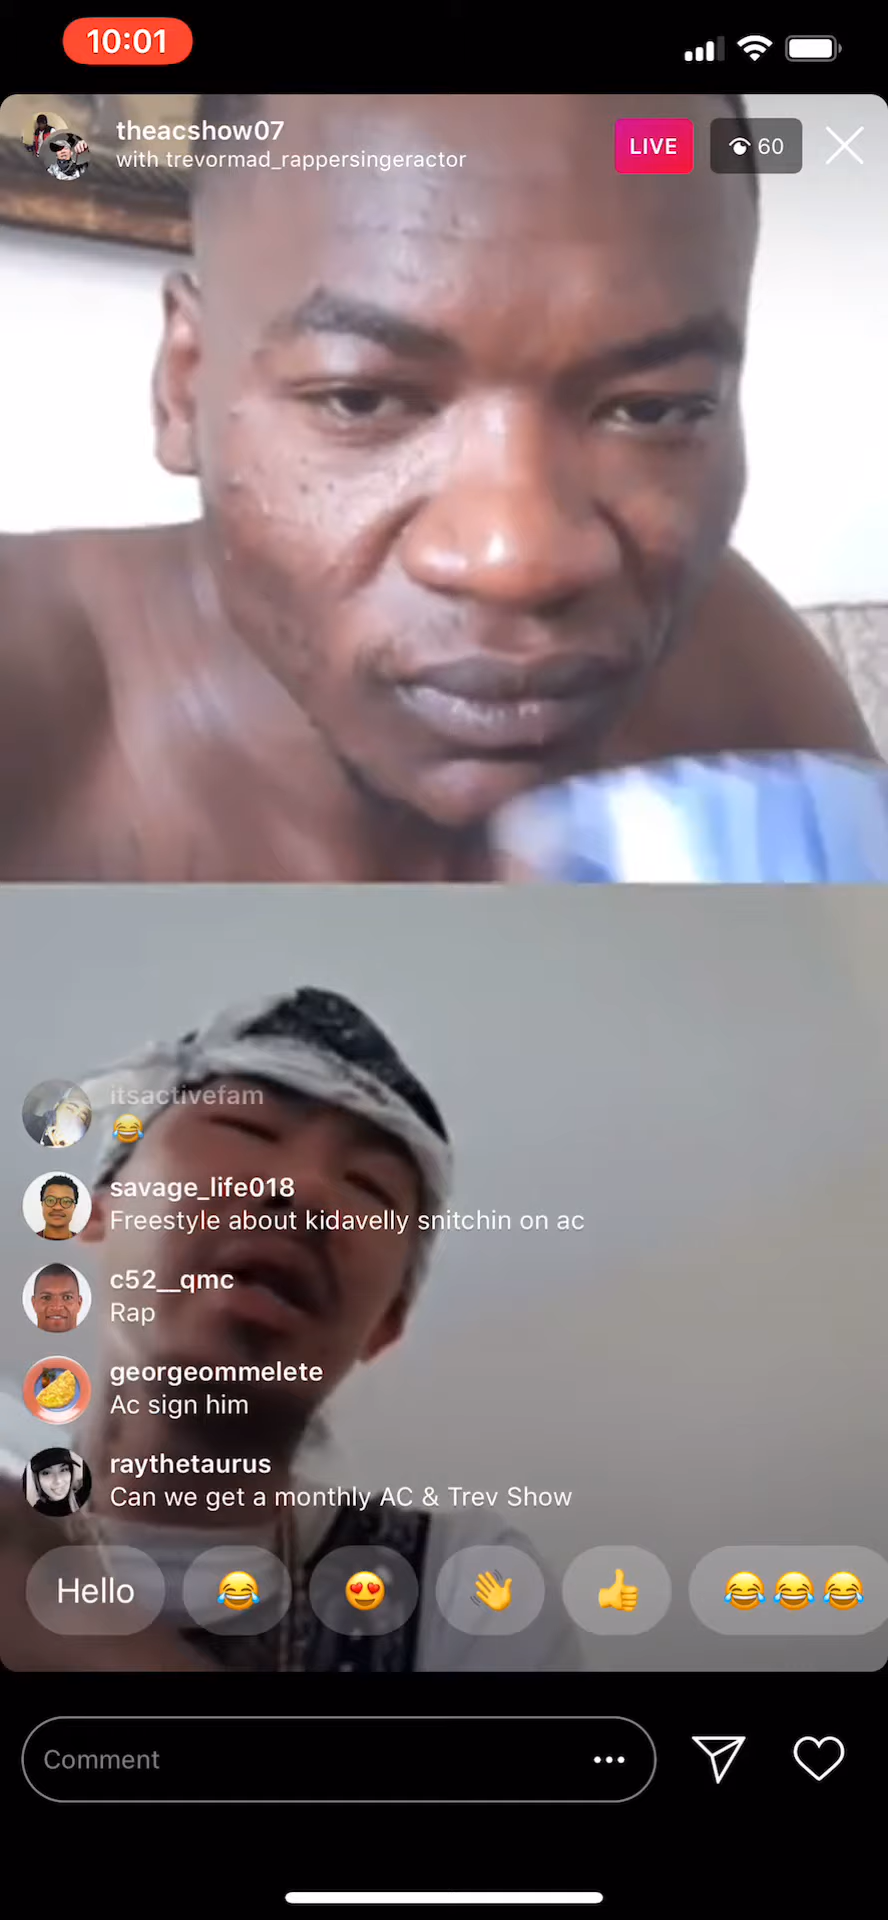 10:01
theacshow07
with trevormad_rappersingeractor
LIVE
60
itsactivefam
😂
savage_life018
Freestyle about kidavelly snitchin on ac
c52__qmc
Rap
georgeommelete
Ac sign him
raythetaurus
Can we get a monthly AC & Trev Show
Hello 😂 😍 👋 👍 😂😂😂
Comment